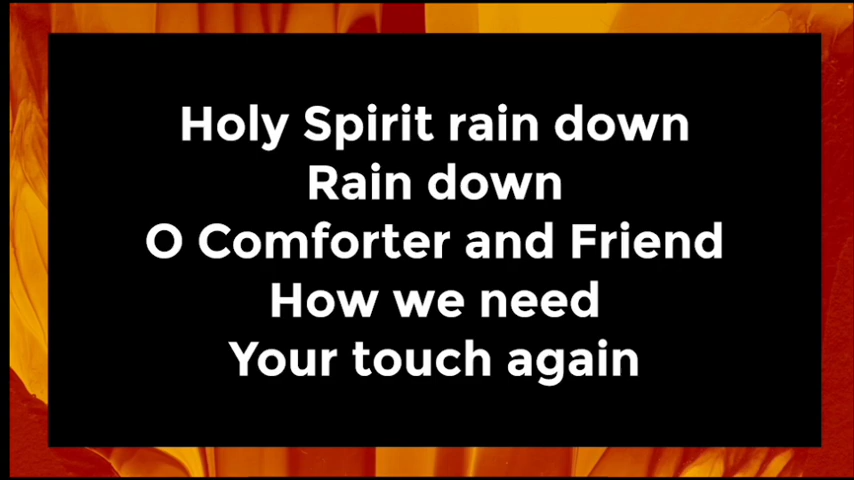 Holy Spirit rain down
Rain down
O Comforter and Friend
How we need
Your touch again